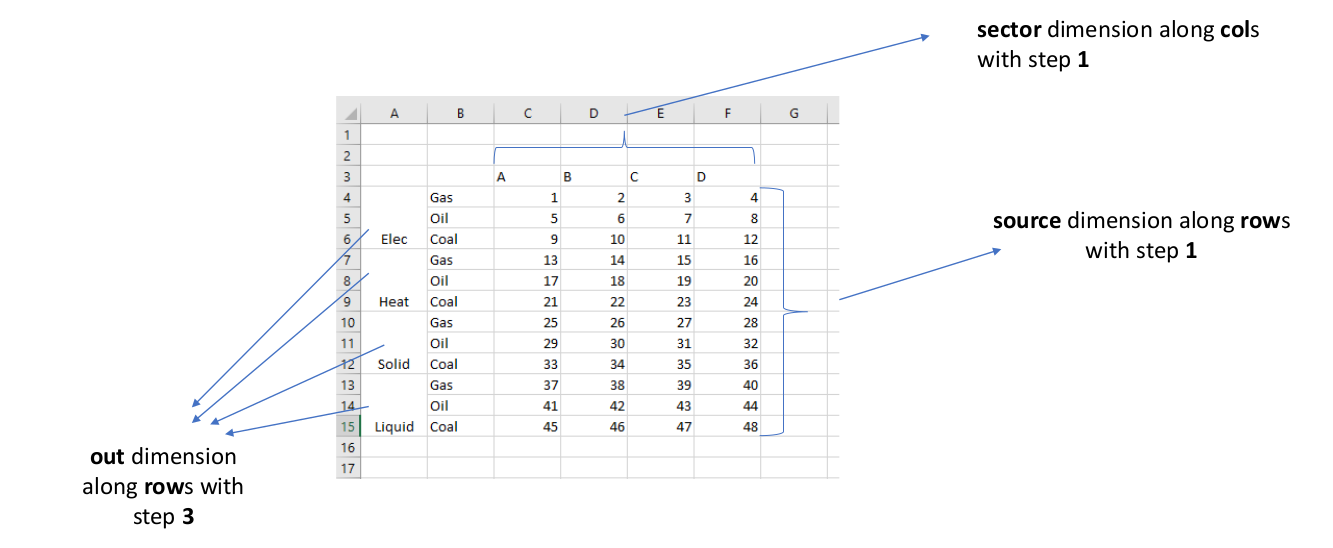 sector dimension along cols
with step 1
A B C D E F G
1
2
3 A B C D
4 Gas 1 2 3 4
5 Oil 5 6 7 8
6 Elec Coal 9 10 11 12
7 Gas 13 14 15 16
8 Oil 17 18 19 20
9 Heat Coal 21 22 23 24
10 Gas 25 26 27 28
11 Oil 29 30 31 32
12 Solid Coal 33 34 35 36
13 Gas 37 38 39 40
14 Oil 41 42 43 44
15 Liquid Coal 45 46 47 48
16
17
source dimension along rows
with step 1
out dimension
along rows with
step 3